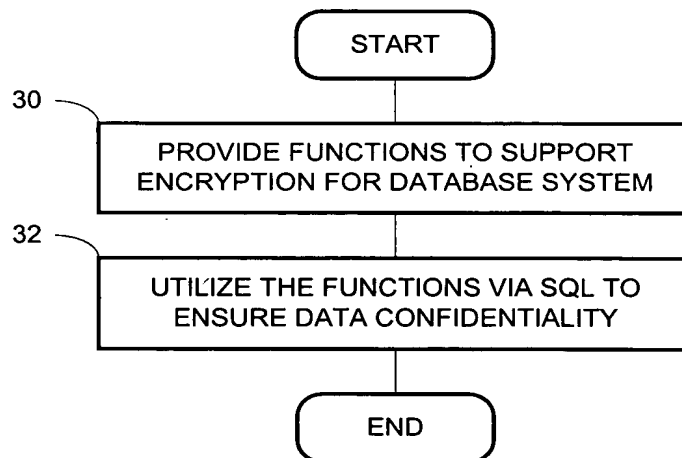 START
30
PROVIDE FUNCTIONS TO SUPPORT
ENCRYPTION FOR DATABASE SYSTEM
32
UTILIZE THE FUNCTIONS VIA SQL TO
ENSURE DATA CONFIDENTIALITY
END